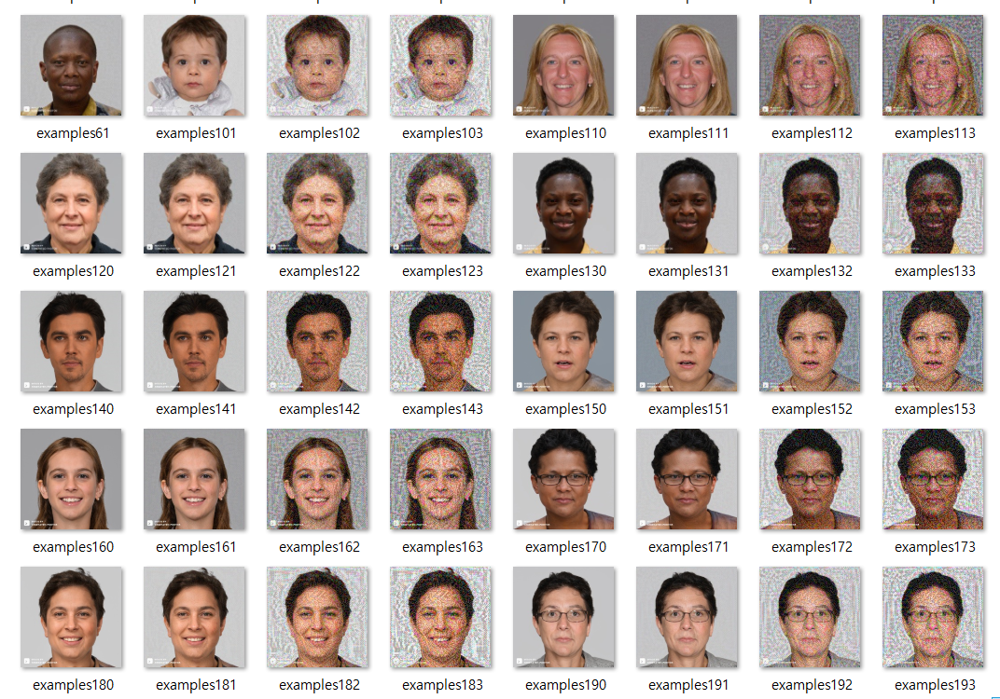 examples61 examples101 examples102 examples103 examples110 examples111 examples112 examples113
examples120 examples121 examples122 examples123 examples130 examples131 examples132 examples133
examples140 examples141 examples142 examples143 examples150 examples151 examples152 examples153
examples160 examples161 examples162 examples163 examples170 examples171 examples172 examples173
examples180 examples181 examples182 examples183 examples190 examples191 examples192 examples193